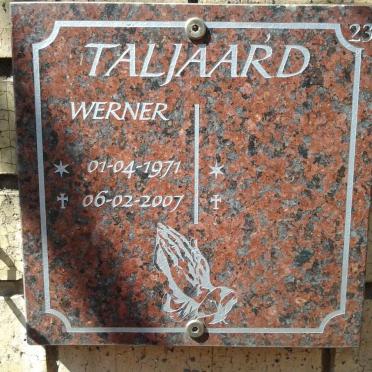 23
TALJAARD
WERNER
* 01-04-1971 *
† 06-02-2007 †